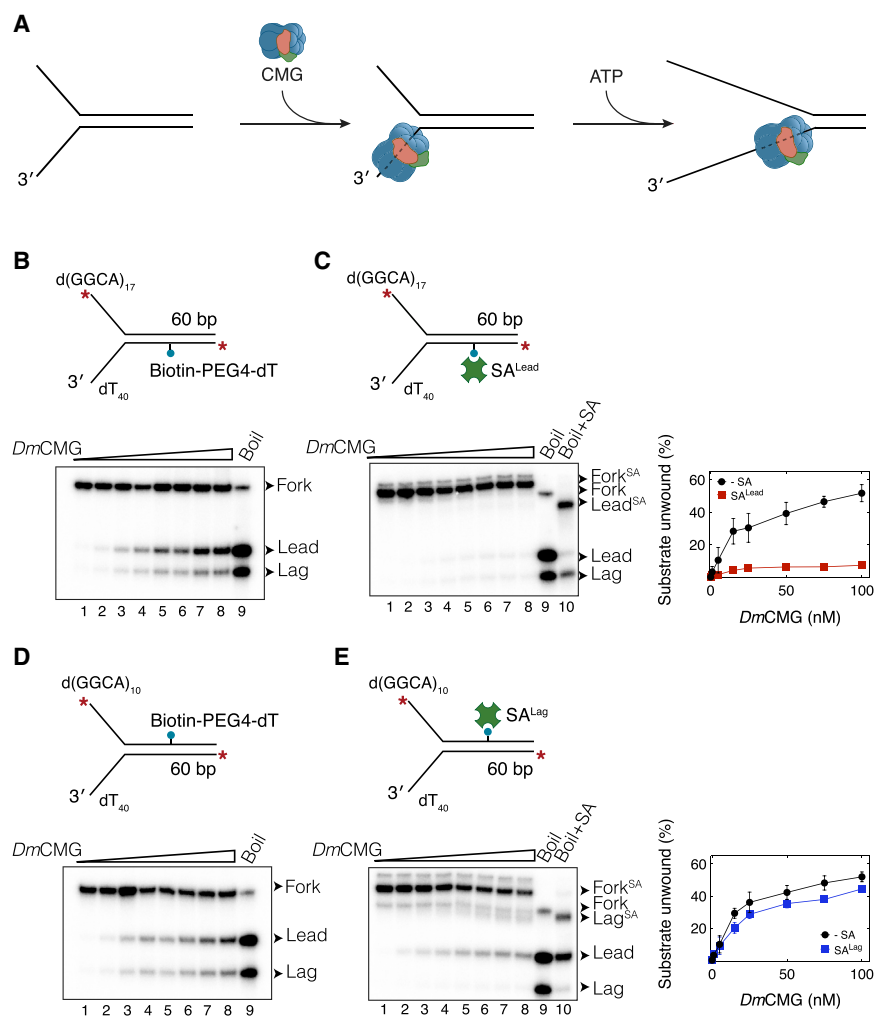 A
CMG
ATP
3′
3′
3′
B
d(GGCA)17
*
60 bp
*
Biotin-PEG4-dT
3′
dT40
DmCMG
Boil
Fork
Lead
Lag
1 2 3 4 5 6 7 8 9
C
d(GGCA)17
*
60 bp
*
SALead
3′
dT40
DmCMG
Boil
Boil+SA
ForkSA
Fork
LeadSA
Lead
Lag
1 2 3 4 5 6 7 8 9 10
Substrate unwound (%)
60
40
20
- SA
SALead
0 50 100
DmCMG (nM)
D
d(GGCA)10
*
Biotin-PEG4-dT
*
60 bp
3′
dT40
DmCMG
Boil
Fork
Lead
Lag
1 2 3 4 5 6 7 8 9
E
d(GGCA)10
*
SALag
*
60 bp
3′
dT40
DmCMG
Boil
Boil+SA
ForkSA
Fork
LagSA
Lead
Lag
1 2 3 4 5 6 7 8 9 10
Substrate unwound (%)
60
40
20
- SA
SALag
0 50 100
DmCMG (nM)